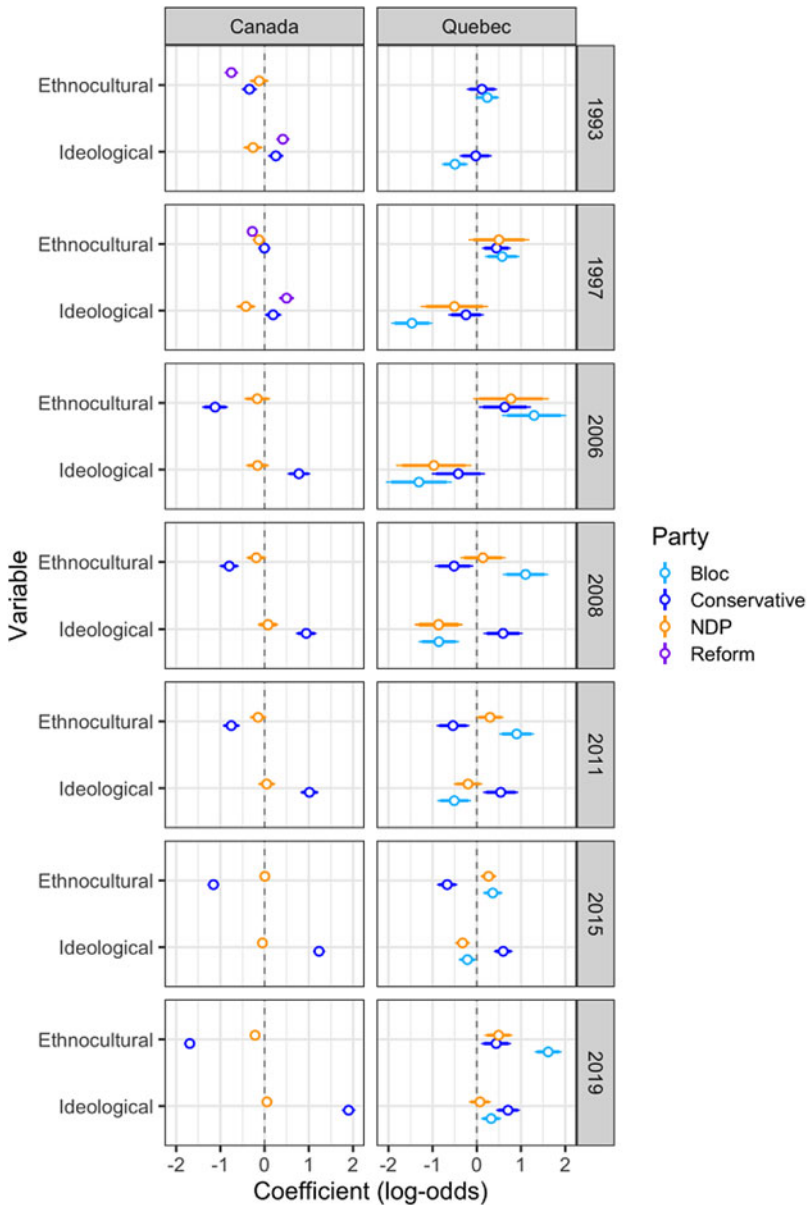 Canada Quebec
Ethnocultural
Ideological
1993
Ethnocultural
Ideological
1997
Ethnocultural
Ideological
2006
Ethnocultural
Ideological
2008
Ethnocultural
Ideological
2011
Ethnocultural
Ideological
2015
Ethnocultural
Ideological
2019
Variable
-2 -1 0 1 2 -2 -1 0 1 2
Coefficient (log-odds)
Party
Bloc
Conservative
NDP
Reform